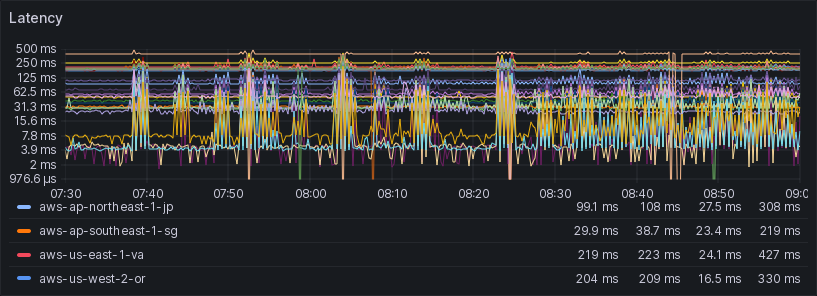 Latency
500 ms
250 ms
125 ms
62.5 ms
31.3 ms
15.6 ms
7.8 ms
3.9 ms
2 ms
976.6 µs
07:30 07:40 07:50 08:00 08:10 08:20 08:30 08:40 08:50 09:0
aws-ap-northeast-1-jp 99.1 ms 108 ms 27.5 ms 308 ms
aws-ap-southeast-1-sg 29.9 ms 38.7 ms 23.4 ms 219 ms
aws-us-east-1-va 219 ms 223 ms 24.1 ms 427 ms
aws-us-west-2-or 204 ms 209 ms 16.5 ms 330 ms